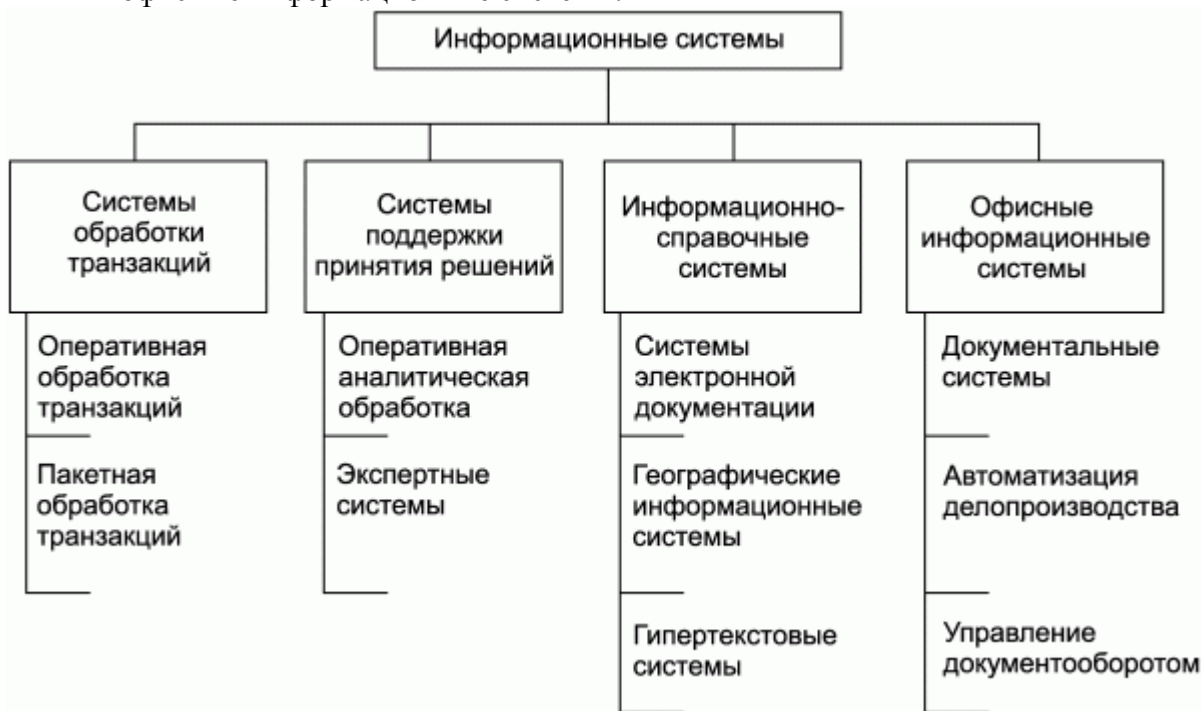 Информационные системы
Системы
обработки
транзакций
Оперативная
обработка
транзакций
Пакетная
обработка
транзакций
Системы
поддержки
принятия решений
Оперативная
аналитическая
обработка
Экспертные
системы
Информационно-
справочные
системы
Системы
электронной
документации
Географические
информационные
системы
Гипертекстовые
системы
Офисные
информационные
системы
Документальные
системы
Автоматизация
делопроизводства
Управление
документооборотом